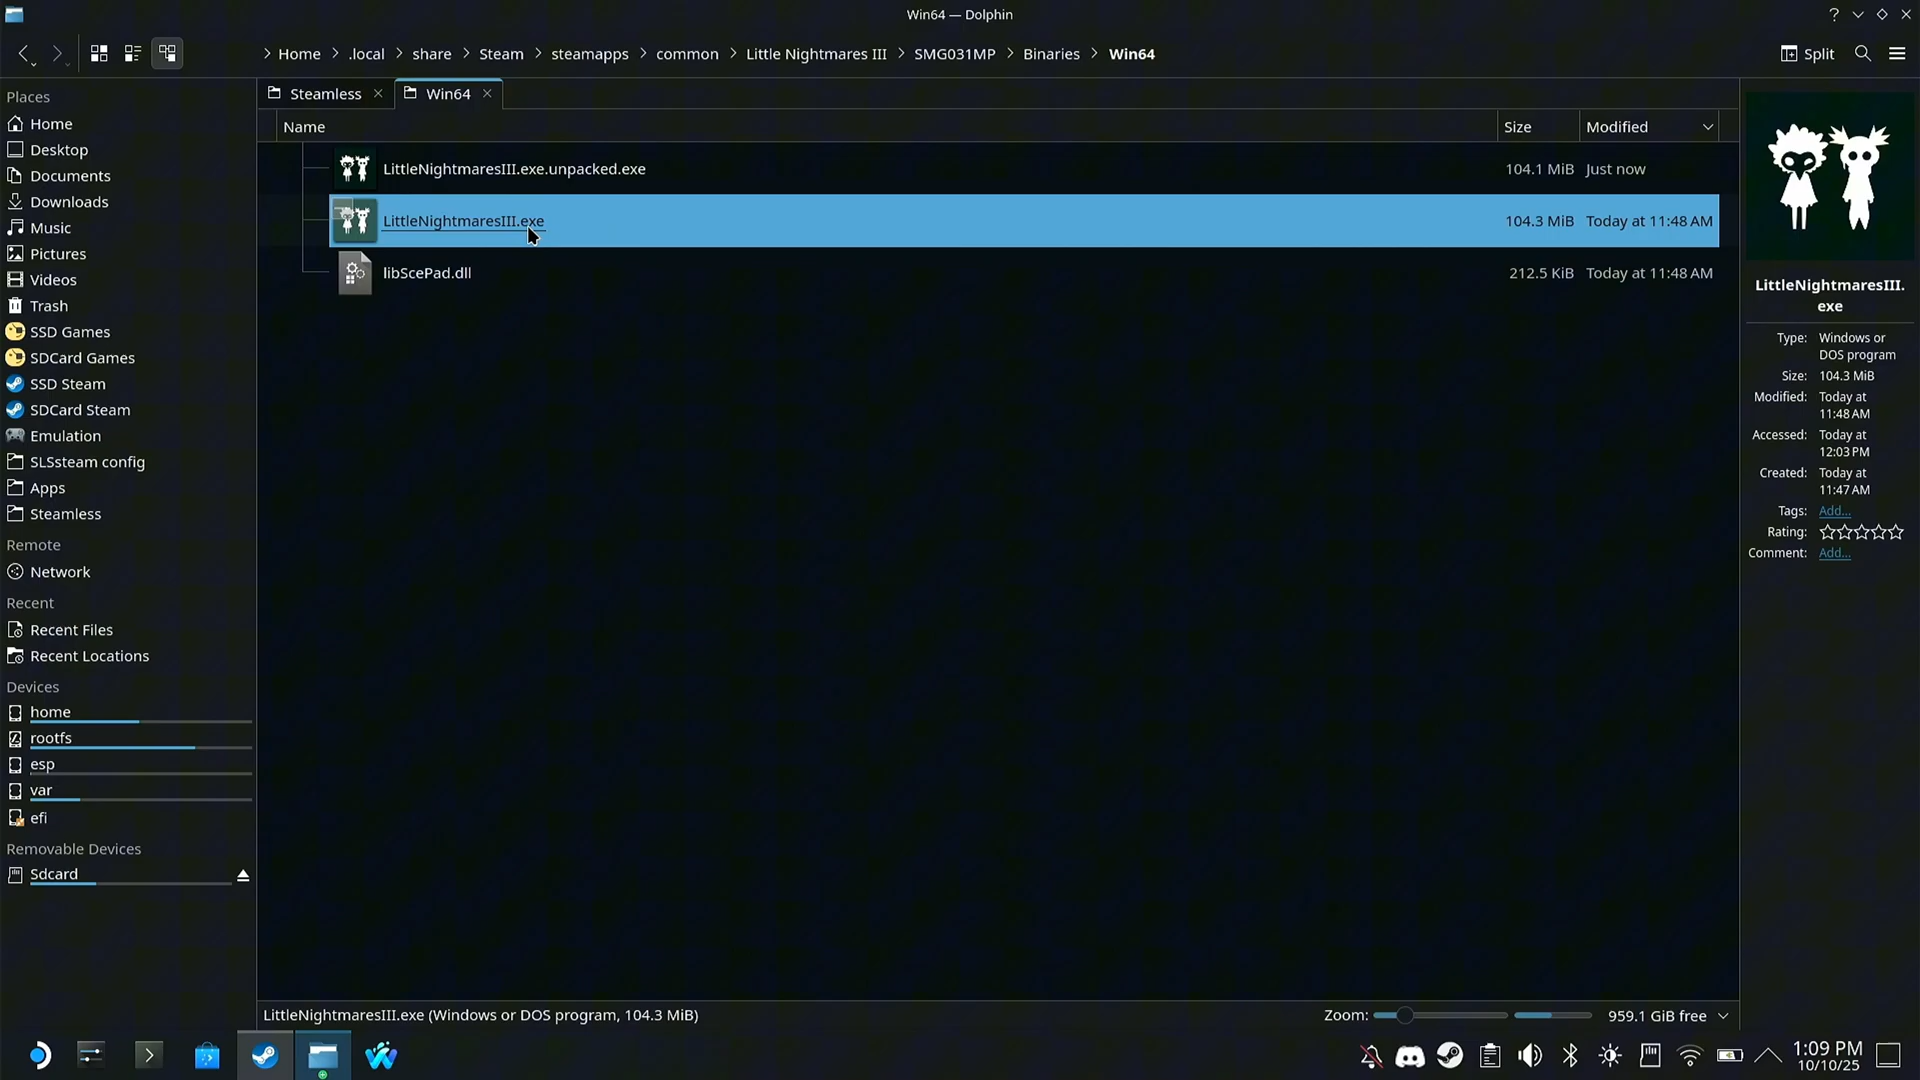 Win64 — Dolphin
Home .local share Steam steamapps common Little Nightmares III SMG031MP Binaries Win64
Split
Places
Home
Desktop
Documents
Downloads
Music
Pictures
Videos
Trash
SSD Games
SDCard Games
SSD Steam
SDCard Steam
Emulation
SLSsteam config
Apps
Steamless
Remote
Network
Recent
Recent Files
Recent Locations
Devices
home
rootfs
esp
var
efi
Removable Devices
Sdcard
Steamless
Win64
Name Size Modified
LittleNightmaresIII.exe.unpacked.exe 104.1 MiB Just now
LittleNightmaresIII.exe 104.3 MiB Today at 11:48 AM
libScePad.dll 212.5 KiB Today at 11:48 AM
LittleNightmaresIII.
exe
Type: Windows or
DOS program
Size: 104.3 MiB
Modified: Today at
11:48 AM
Accessed: Today at
12:03 PM
Created: Today at
11:47 AM
Tags: Add...
Rating:
Comment: Add...
LittleNightmaresIII.exe (Windows or DOS program, 104.3 MiB)
Zoom:
959.1 GiB free
1:09 PM
10/10/25